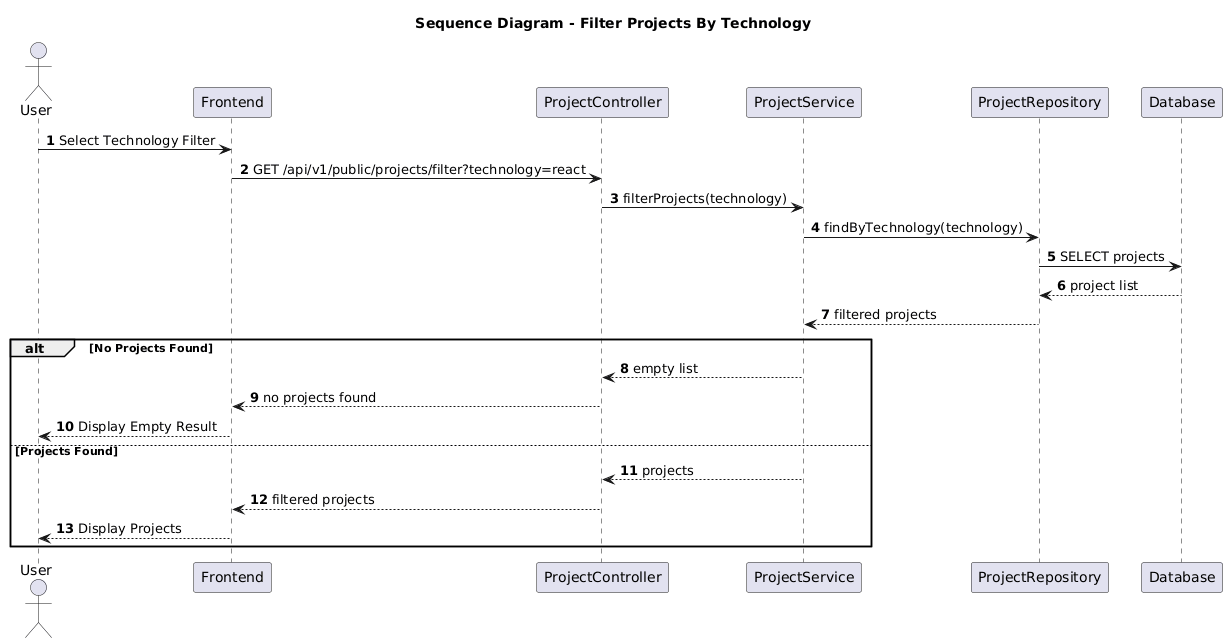 Sequence Diagram - Filter Projects By Technology
User
Frontend
ProjectController
ProjectService
ProjectRepository
Database
1 Select Technology Filter
2 GET /api/v1/public/projects/filter?technology=react
3 filterProjects(technology)
4 findByTechnology(technology)
5 SELECT projects
6 project list
7 filtered projects
alt [No Projects Found]
8 empty list
9 no projects found
10 Display Empty Result
[Projects Found]
11 projects
12 filtered projects
13 Display Projects
User
Frontend
ProjectController
ProjectService
ProjectRepository
Database